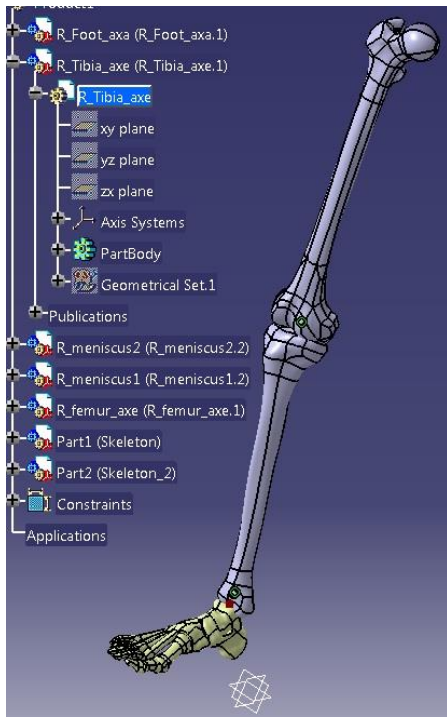 Product1
R_Foot_axa (R_Foot_axa.1)
R_Tibia_axe (R_Tibia_axe.1)
R_Tibia_axe
xy plane
yz plane
zx plane
Axis Systems
PartBody
Geometrical Set.1
Publications
R_meniscus2 (R_meniscus2.2)
R_meniscus1 (R_meniscus1.2)
R_femur_axe (R_femur_axe.1)
Part1 (Skeleton)
Part2 (Skeleton_2)
Constraints
Applications